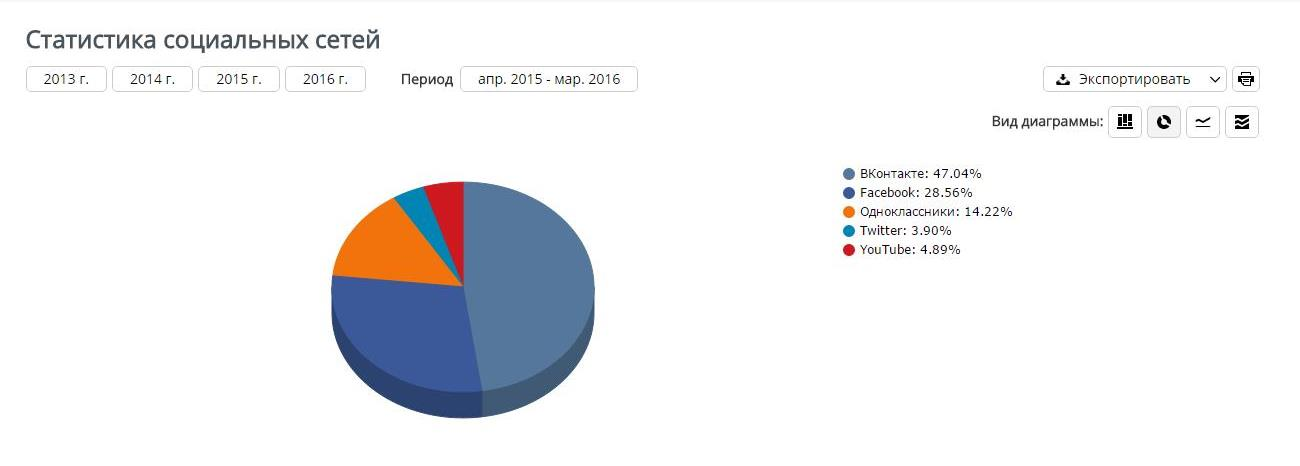 Статистика социальных сетей
2013 г. 2014 г. 2015 г. 2016 г. Период апр. 2015 - мар. 2016 Экспортировать
Вид диаграммы:
ВКонтакте: 47.04%
Facebook: 28.56%
Одноклассники: 14.22%
Twitter: 3.90%
YouTube: 4.89%